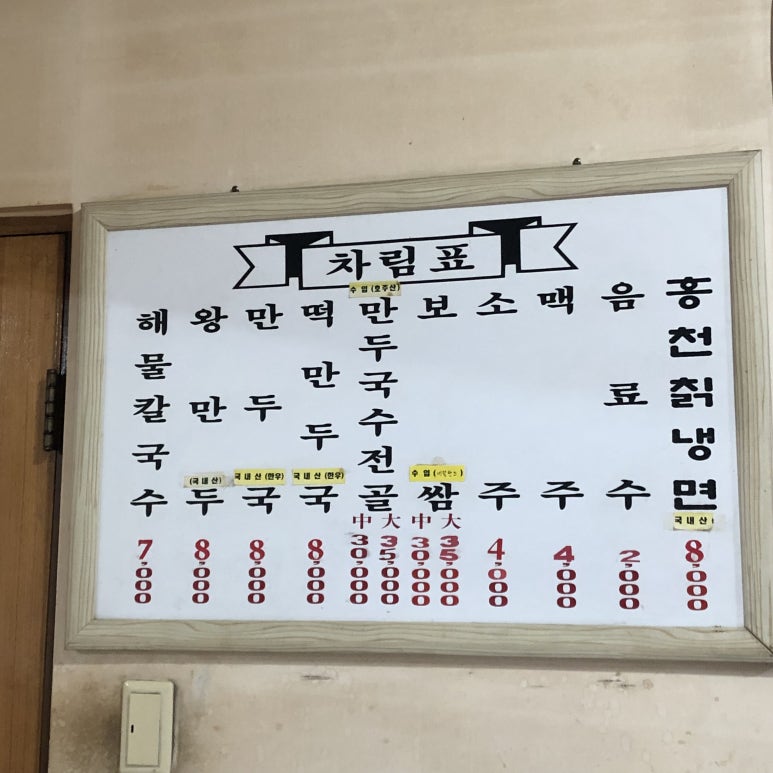 차림표
해물칼국수 7,000
왕만두 (국내산) 8,000
만두국 국내산 (한우) 8,000
떡만두국 국내산 (한우) 8,000
수입 (호주산) 만두국수전골 中 30,000 大 35,000
보쌈 수입 中 30,000 大 35,000
소주 4,000
맥주 4,000
음료수 2,000
홍천칡냉면 국내산 8,000